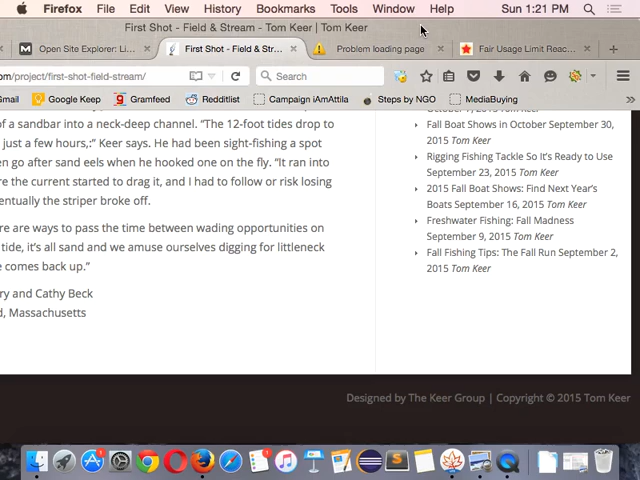 Firefox File Edit View History Bookmarks Tools Window Help Sun 1:21 PM
First Shot - Field & Stream - Tom Keer | Tom Keer
Open Site Explorer: Li... First Shot - Field & Str... Problem loading page Fair Usage Limit Reac...
om/project/first-shot-field-stream/ Search
Gmail Google Keep Gramfeed Redditlist Campaign iAmAttila Steps by NGO MediaBuying
of a sandbar into a neck-deep channel. “The 12-foot tides drop to
just a few hours,:” Keer says. He had been sight-fishing a spot
en go after sand eels when he hooked one on the fly. “It ran into
re the current started to drag it, and I had to follow or risk losing
entually the striper broke off.
ere are ways to pass the time between wading opportunities on
tide, it’s all sand and we amuse ourselves digging for littleneck
e comes back up.”
ry and Cathy Beck
d, Massachusetts
Fall Boat Shows in October September 30,
2015 Tom Keer
Rigging Fishing Tackle So It’s Ready to Use
September 23, 2015 Tom Keer
2015 Fall Boat Shows: Find Next Year’s
Boats September 16, 2015 Tom Keer
Freshwater Fishing: Fall Madness
September 9, 2015 Tom Keer
Fall Fishing Tips: The Fall Run September 2,
2015 Tom Keer
Designed by The Keer Group | Copyright © 2015 Tom Keer